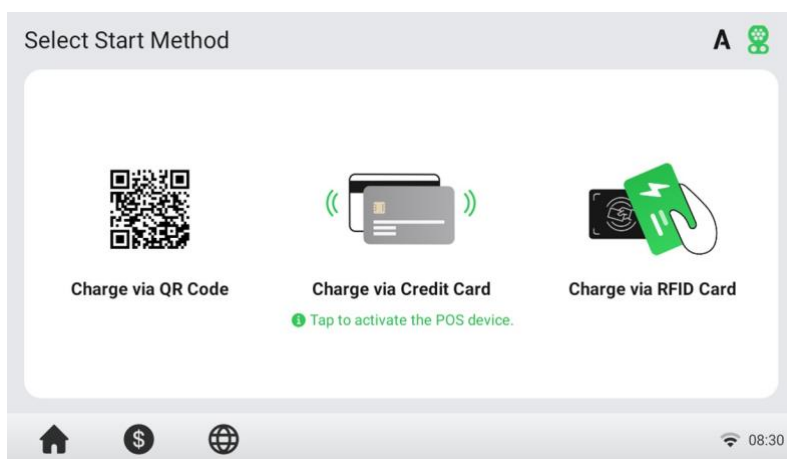 Select Start Method
A
Charge via QR Code
Charge via Credit Card
Charge via RFID Card
Tap to activate the POS device.
$
08:30